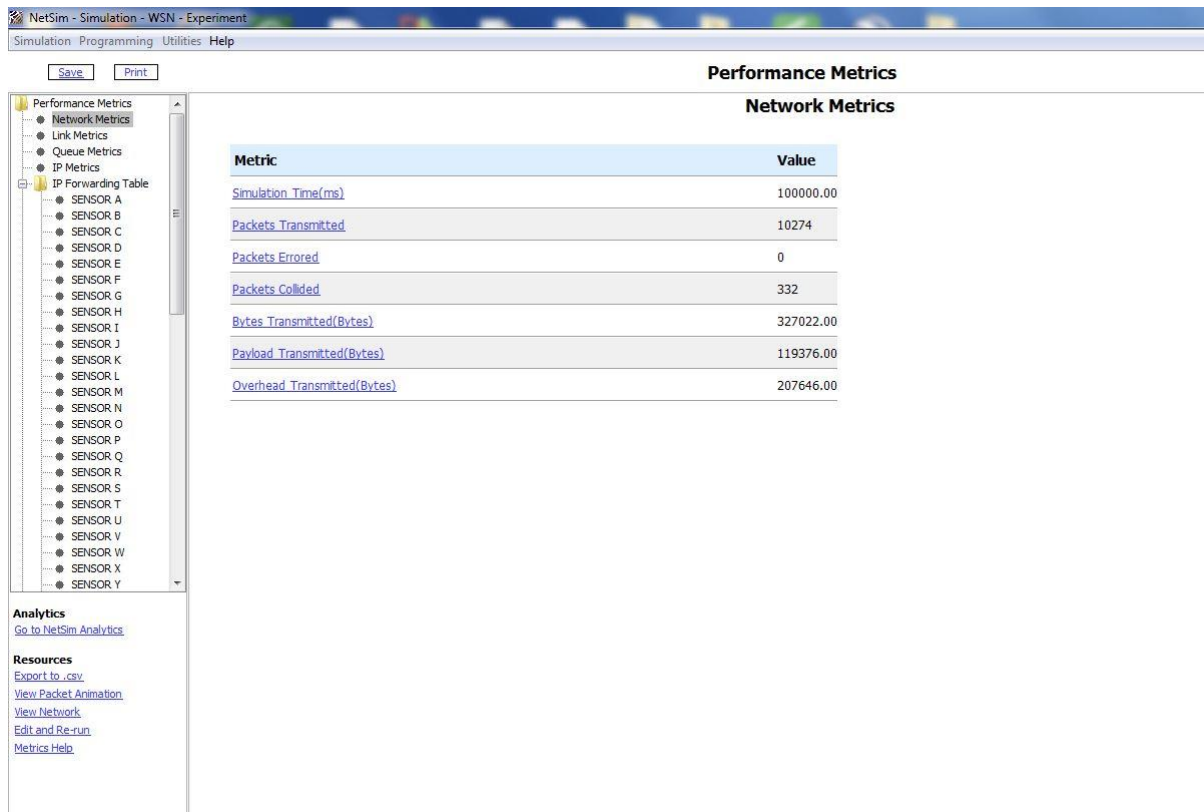 NetSim - Simulation - WSN - Experiment
Simulation Programming Utilities Help
Save Print
Performance Metrics
Performance Metrics
Network Metrics
Link Metrics
Queue Metrics
IP Metrics
IP Forwarding Table
SENSOR A
SENSOR B
SENSOR C
SENSOR D
SENSOR E
SENSOR F
SENSOR G
SENSOR H
SENSOR I
SENSOR J
SENSOR K
SENSOR L
SENSOR M
SENSOR N
SENSOR O
SENSOR P
SENSOR Q
SENSOR R
SENSOR S
SENSOR T
SENSOR U
SENSOR V
SENSOR W
SENSOR X
SENSOR Y
Analytics
Go to NetSim Analytics
Resources
Export to .csv
View Packet Animation
View Network
Edit and Re-run
Metrics Help
Network Metrics
Metric Value
Simulation Time(ms) 100000.00
Packets Transmitted 10274
Packets Errored 0
Packets Collided 332
Bytes Transmitted(Bytes) 327022.00
Payload Transmitted(Bytes) 119376.00
Overhead Transmitted(Bytes) 207646.00